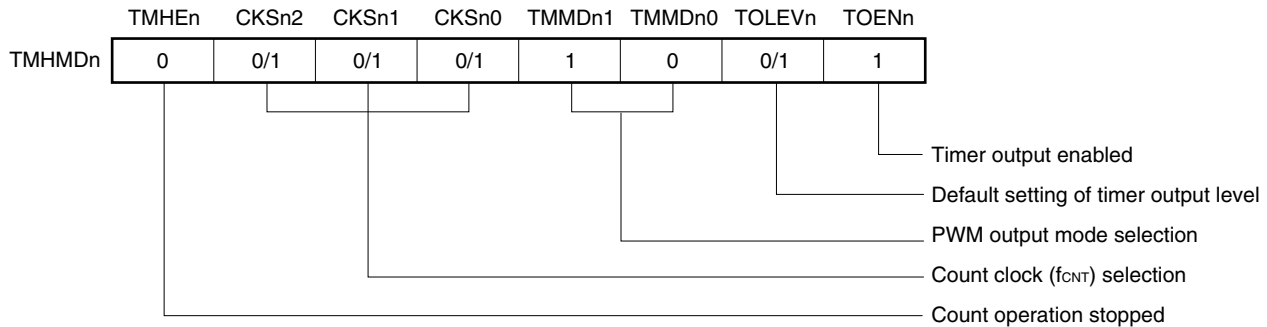 TMHEn CKSn2 CKSn1 CKSn0 TMMDn1 TMMDn0 TOLEVn TOENn
TMHMDn 0 0/1 0/1 0/1 1 0 0/1 1
Timer output enabled
Default setting of timer output level
PWM output mode selection
Count clock (fCNT) selection
Count operation stopped